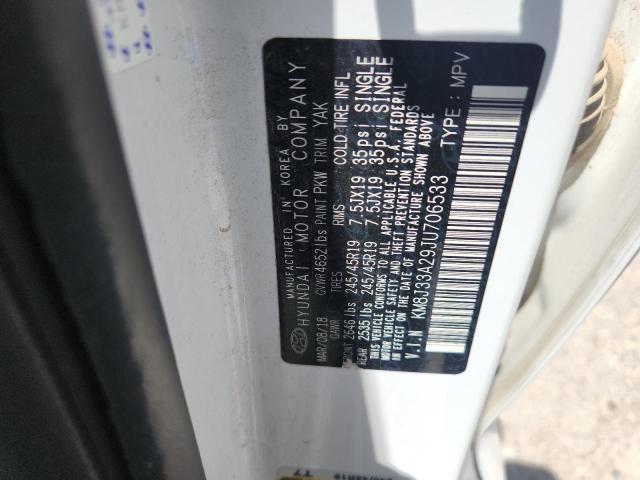 MANUFACTURED IN KOREA BY
HYUNDAI MOTOR COMPANY
MAR/08/18 GVWR 4652 lbs PAINT PKW TRIM YAK
GAWR TIRES RIMS COLD TIRE INFL
FRONT 2646 lbs 245/45R19 7.5JX19 35psi SINGLE
REAR 2535 lbs 245/45R19 7.5JX19 35psi SINGLE
THIS VEHICLE CONFORMS TO ALL APPLICABLE U.S.A. FEDERAL
MOTOR VEHICLE SAFETY AND THEFT PREVENTION STANDARDS
IN EFFECT ON THE DATE OF MANUFACTURE SHOWN ABOVE
V.I.N KM8J33A29JU706533 TYPE: MPV